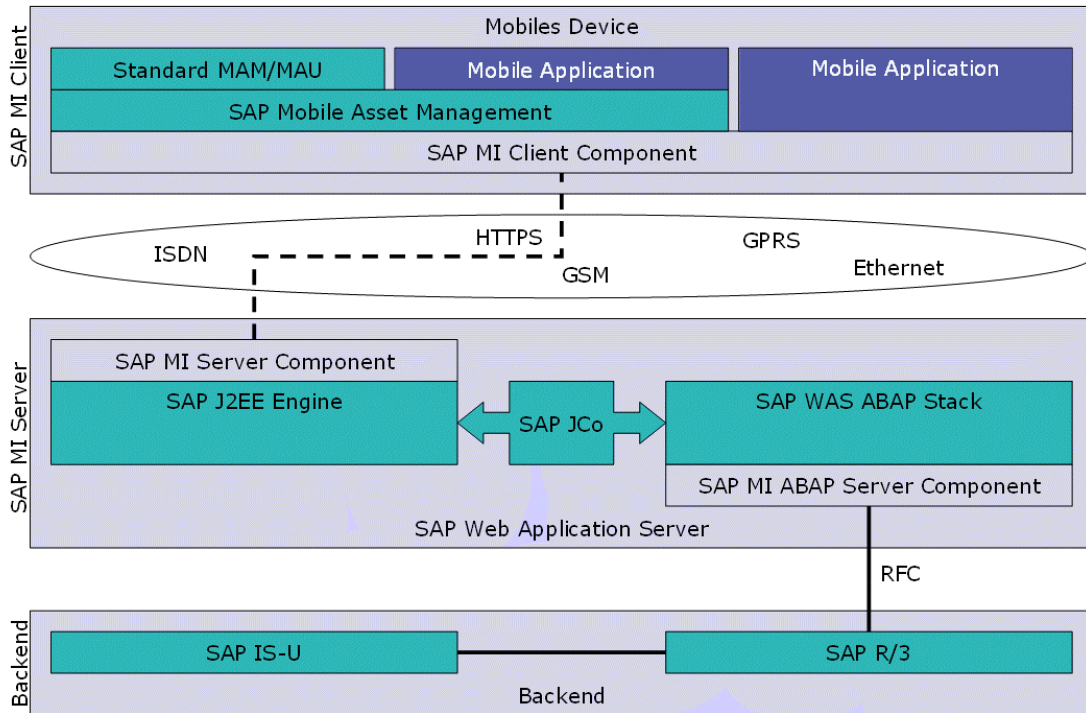 SAP MI Client
Mobiles Device
Standard MAM/MAU
Mobile Application
Mobile Application
SAP Mobile Asset Management
SAP MI Client Component
ISDN
HTTPS
GPRS
GSM
Ethernet
SAP MI Server
SAP MI Server Component
SAP J2EE Engine
SAP JCo
SAP WAS ABAP Stack
SAP MI ABAP Server Component
SAP Web Application Server
RFC
Backend
SAP IS-U
SAP R/3
Backend